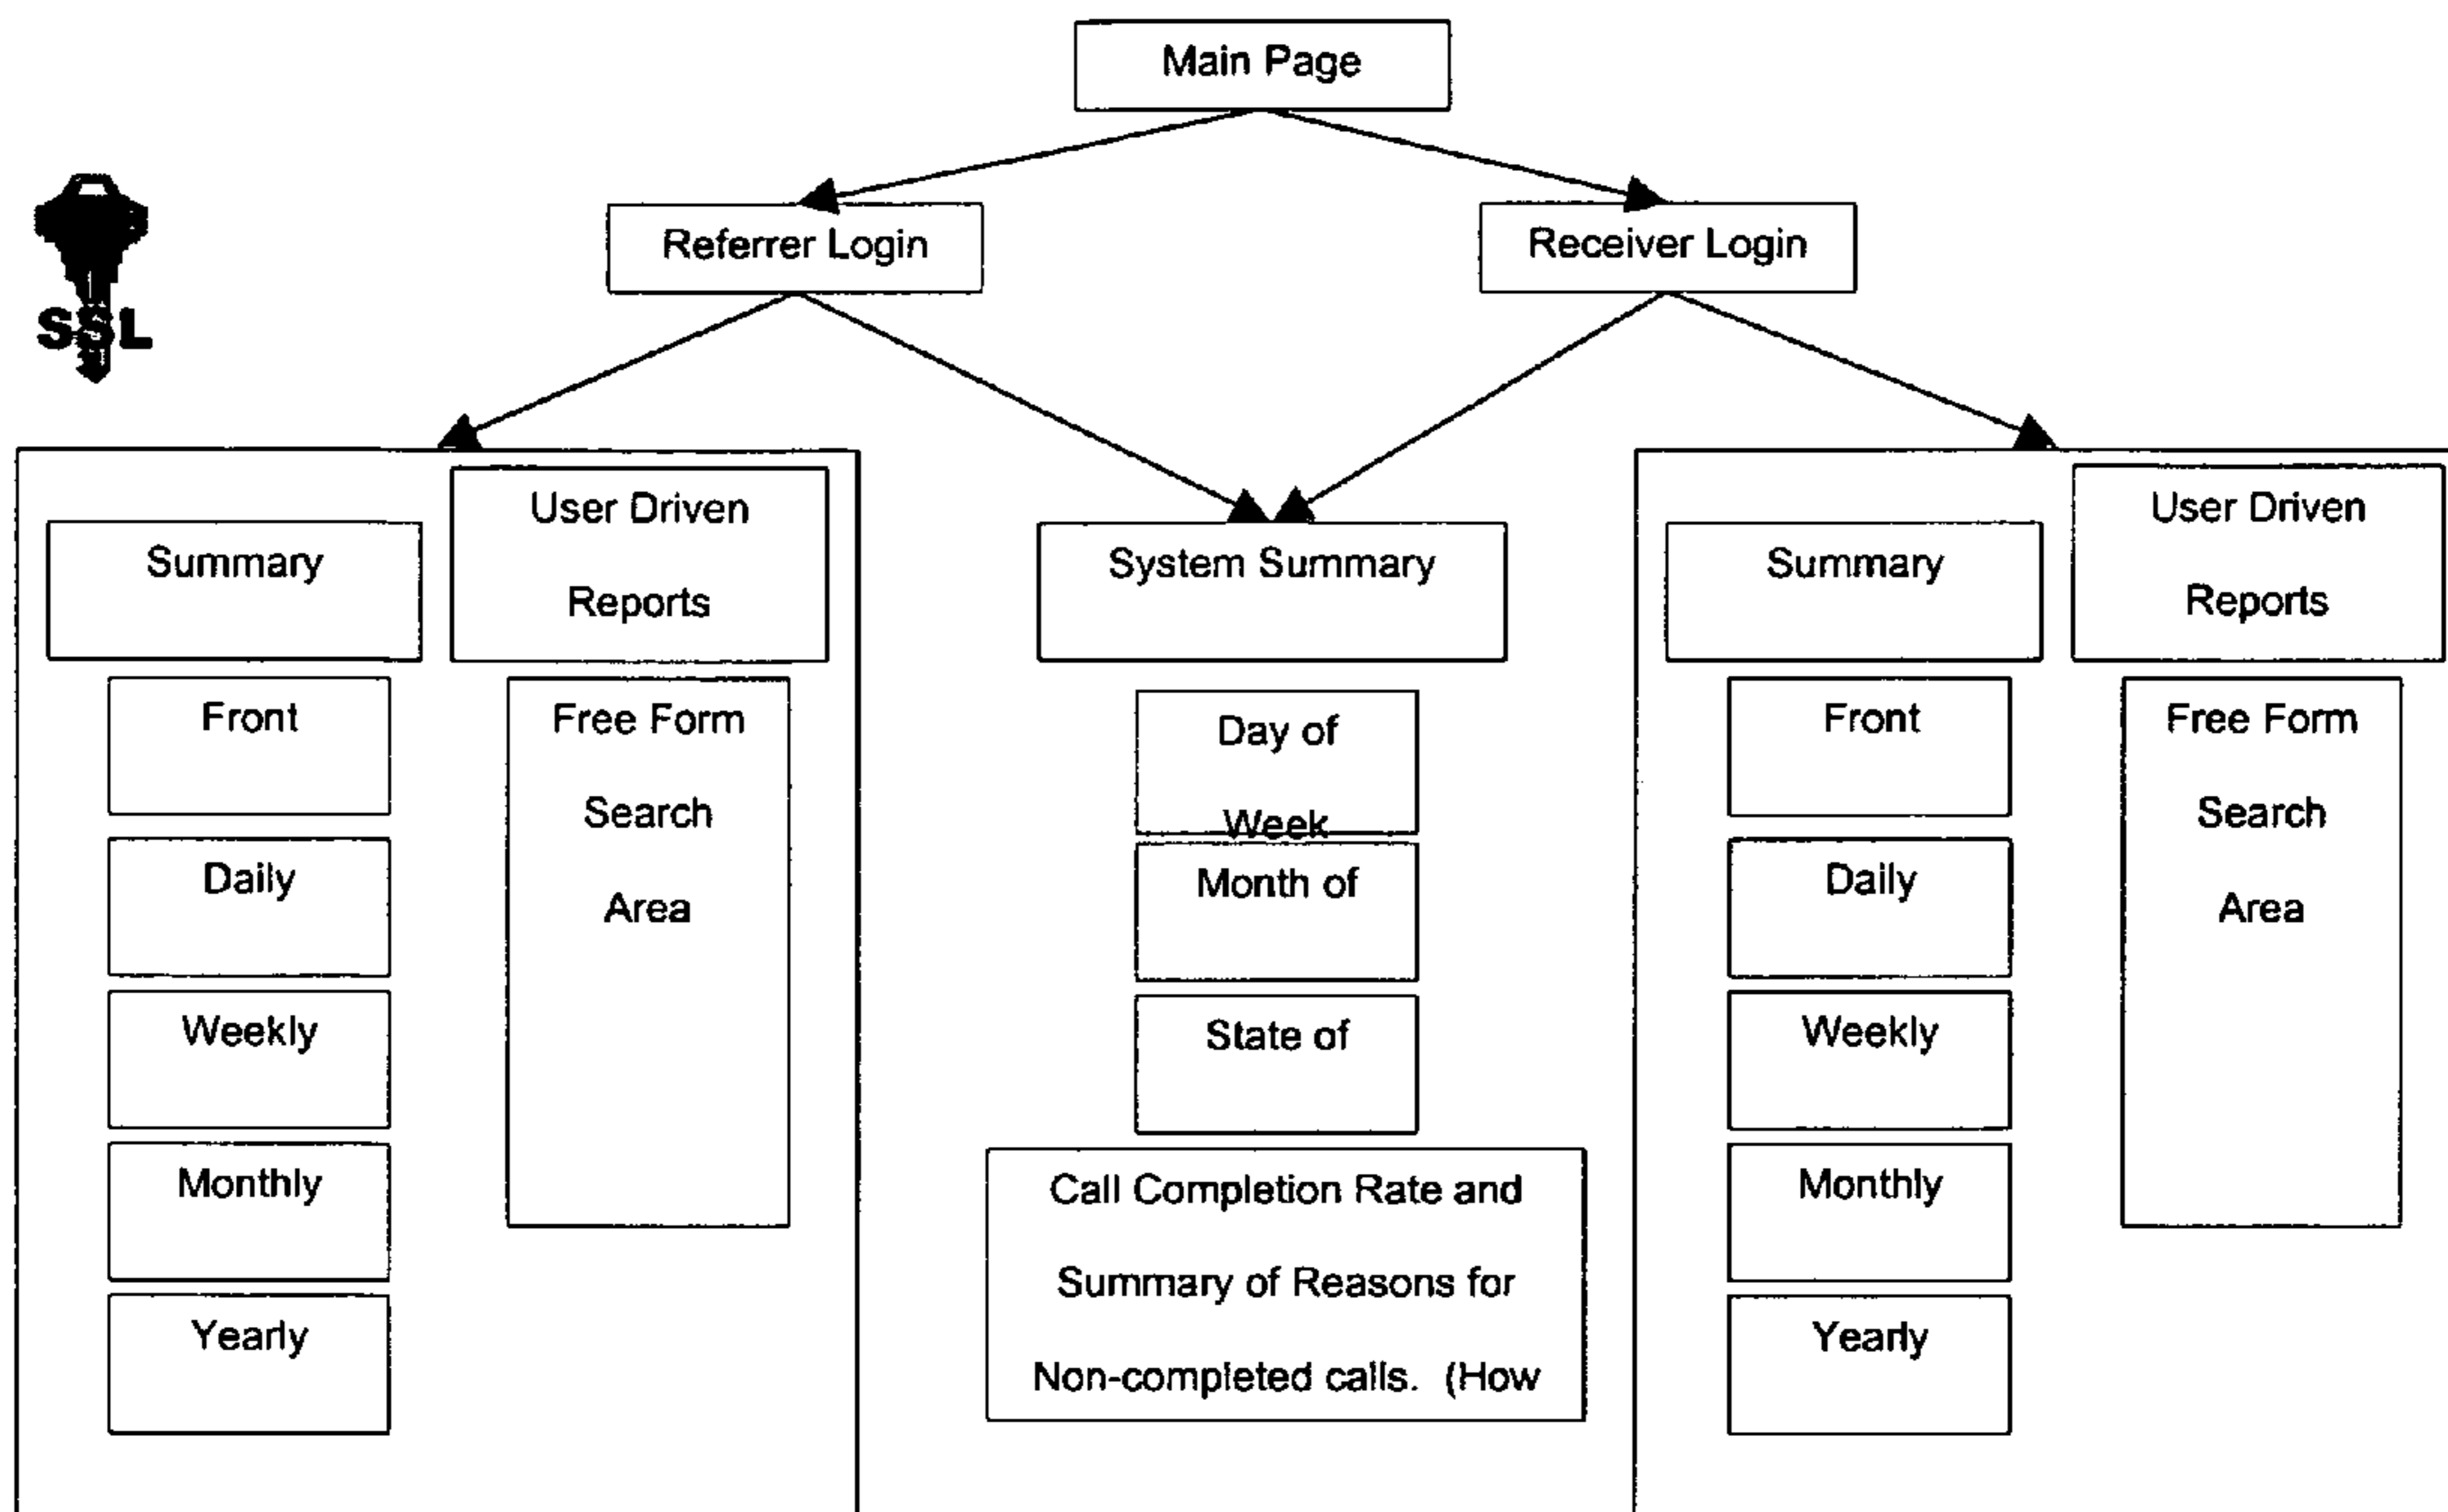 Main Page
Referrer Login
Receiver Login
SSL
Summary
User Driven
Reports
Front
Daily
Weekly
Monthly
Yearly
Free Form
Search
Area
System Summary
Day of
Week
Month of
State of
Call Completion Rate and
Summary of Reasons for
Non-completed calls. (How
Summary
User Driven
Reports
Front
Daily
Weekly
Monthly
Yearly
Free Form
Search
Area